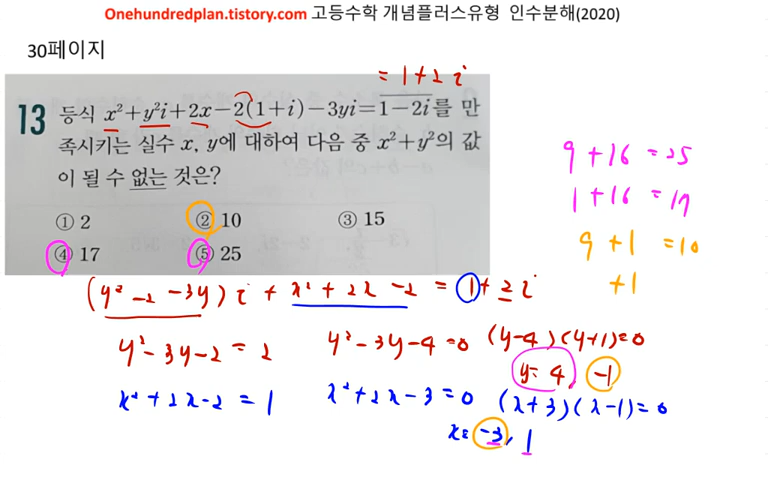 Onehundredplan.tistory.com 고등수학 개념플러스유형 인수분해(2020)
30페이지
= 1 + 2i
13 등식 x²+y²i+2x−2(1+i)−3yi=1−2i를 만
족시키는 실수 x, y에 대하여 다음 중 x²+y²의 값
이 될 수 없는 것은?
① 2 ② 10 ③ 15
④ 17 ⑤ 25
9 + 16 = 25
1 + 16 = 17
9 + 1 = 10
+1
(y² - 2 - 3y) i + x² + 2x - 2 = 1 + 2i
y² - 3y - 2 = 2 y² - 3y - 4 = 0 (y-4)(y+1) = 0
y = 4, -1
x² + 2x - 2 = 1 x² + 2x - 3 = 0 (x+3)(x-1) = 0
x = -3, 1